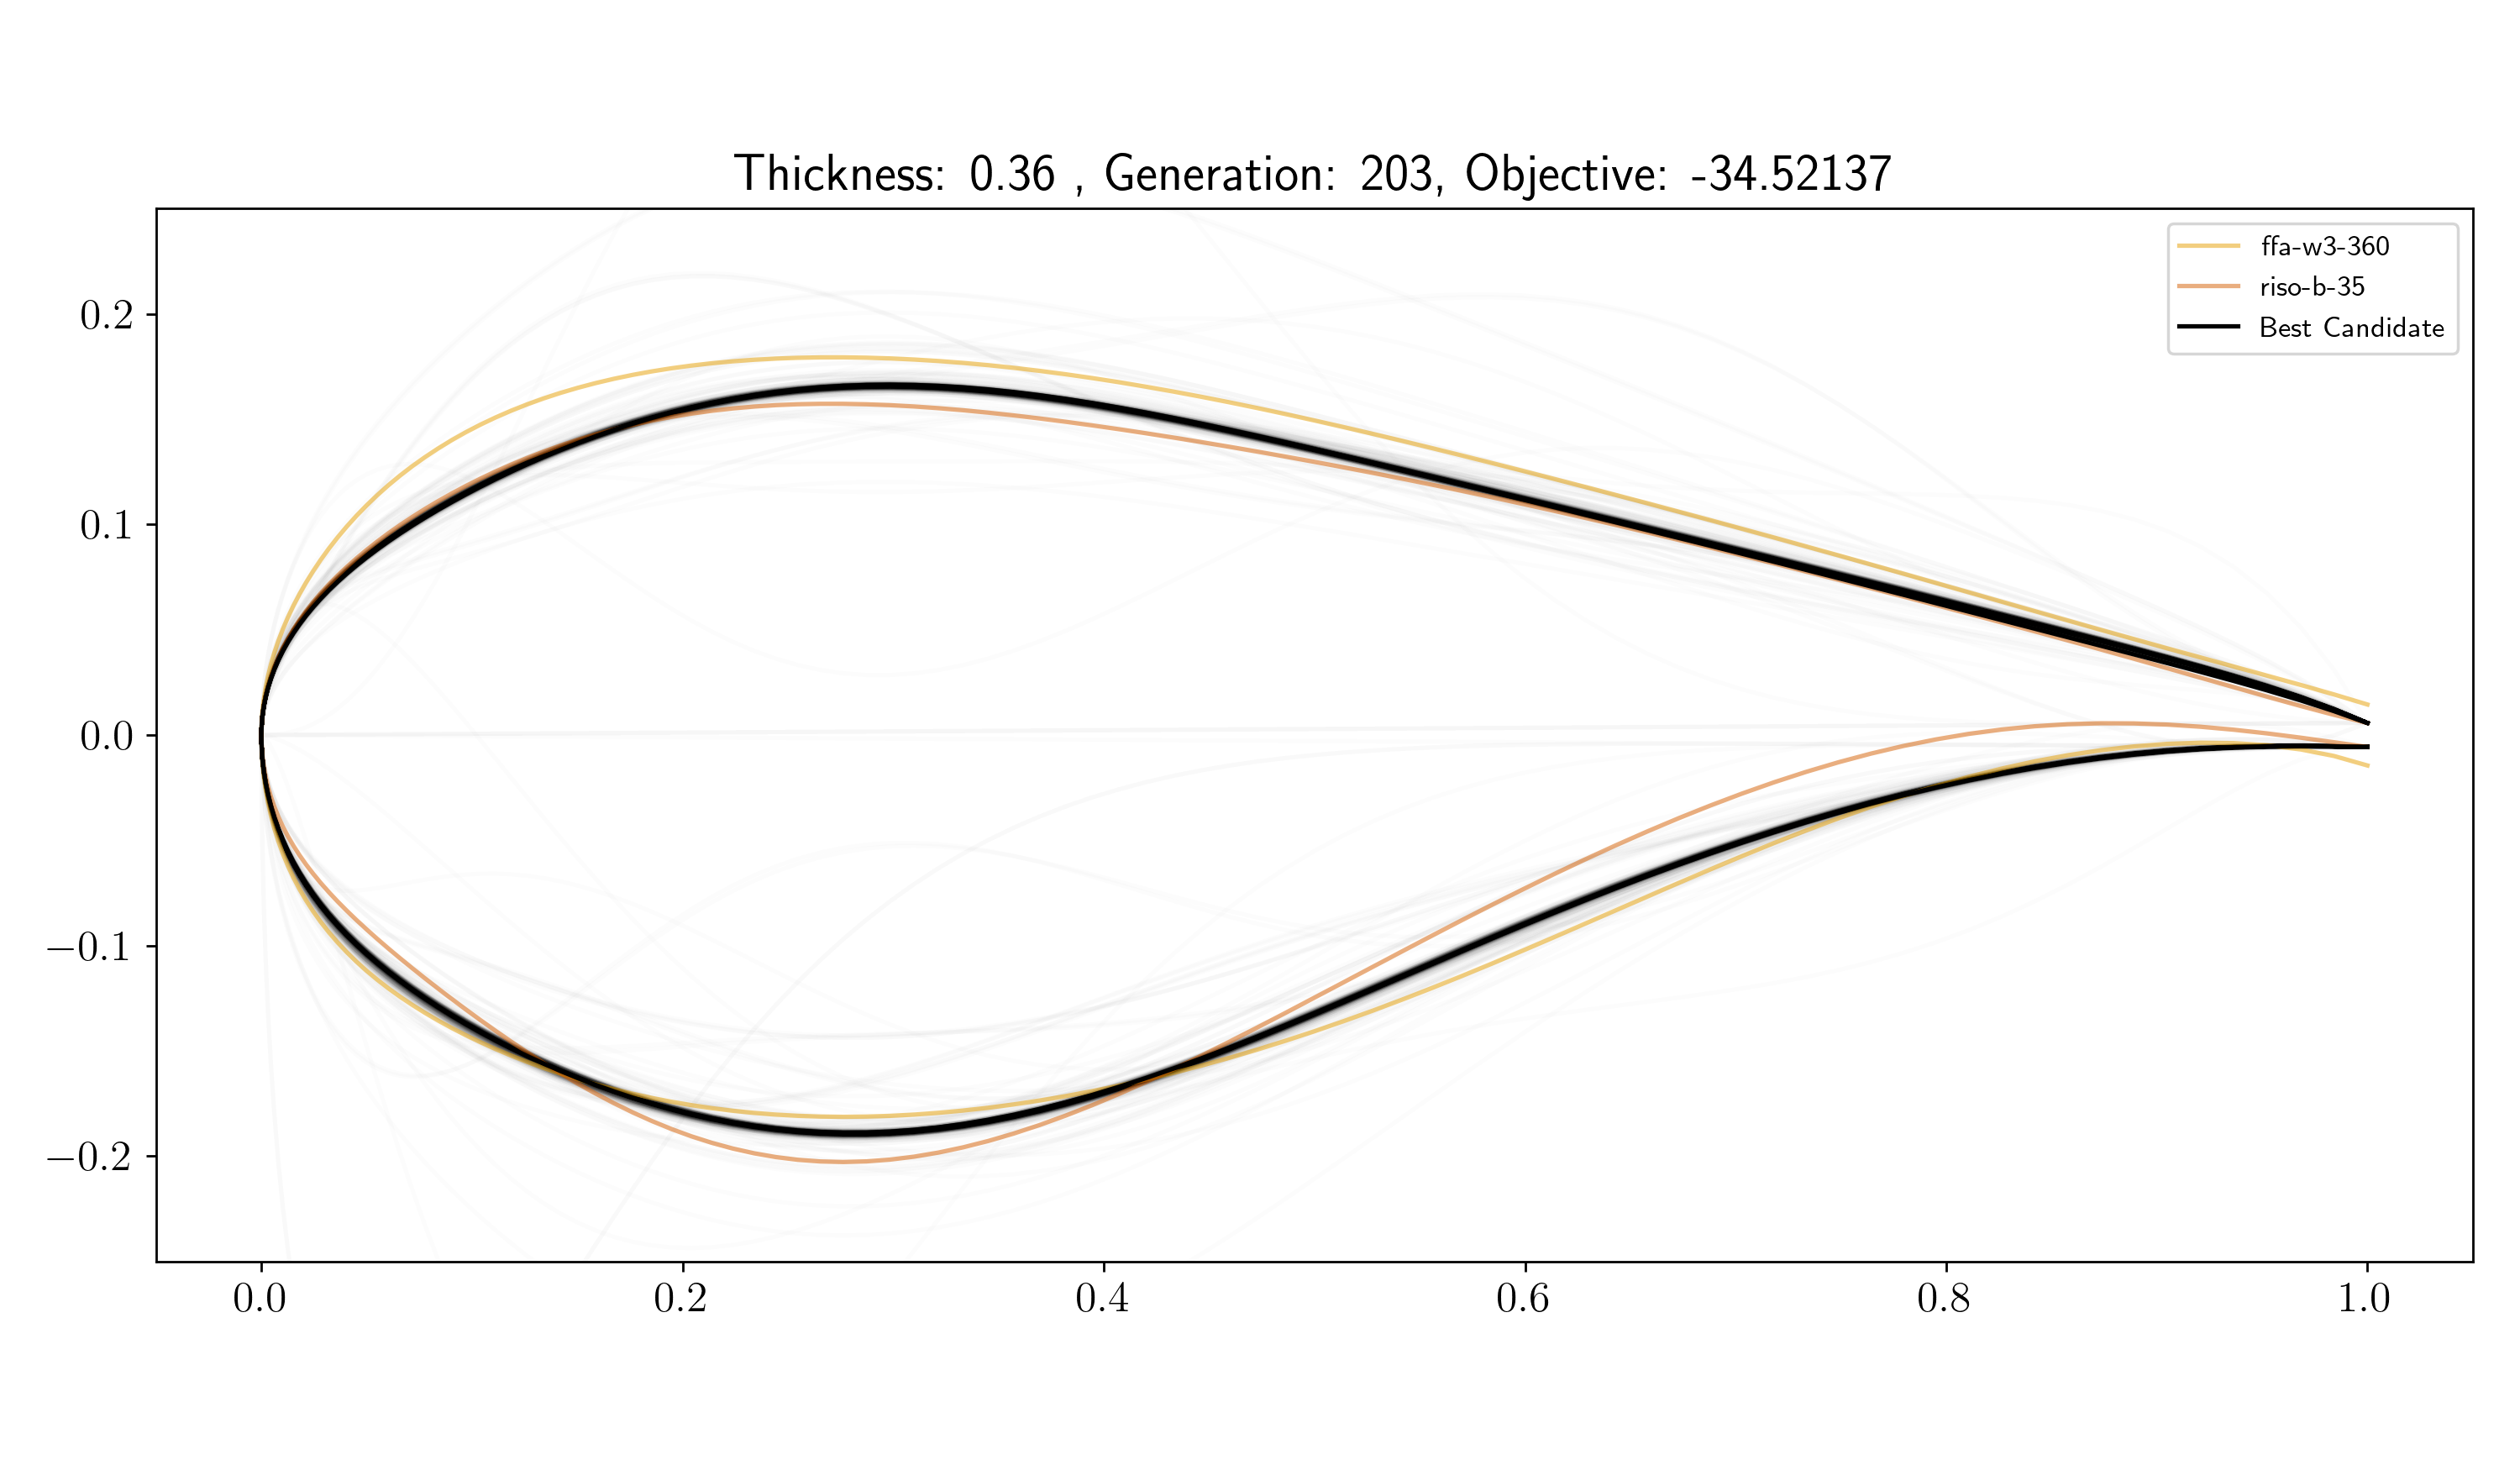 Thickness: 0.36 , Generation: 203, Objective: -34.52137
ffa-w3-360
riso-b-35
Best Candidate
0.2
0.1
0.0
−0.1
−0.2
0.0 0.2 0.4 0.6 0.8 1.0